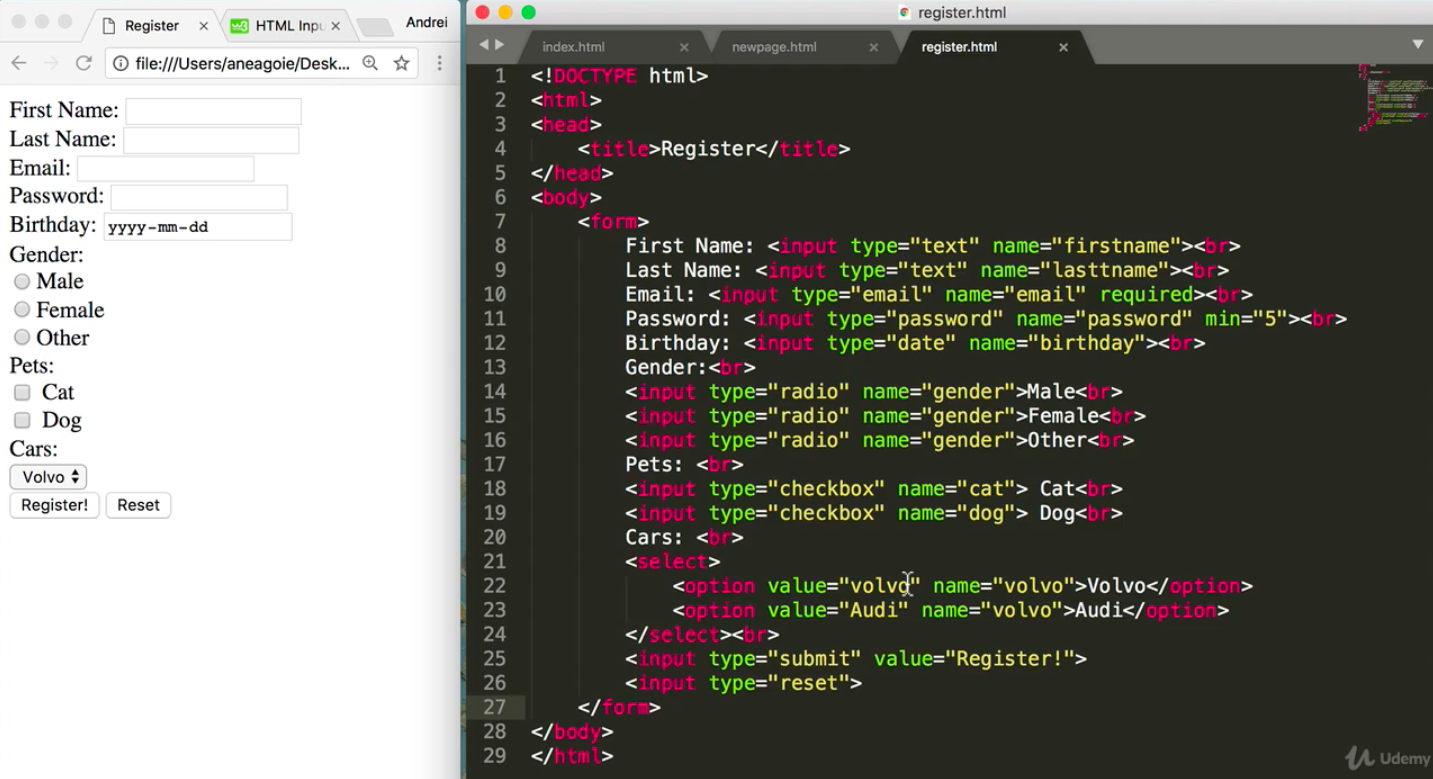 Register
HTML Inpu
Andrei
file:///Users/aneagoie/Desk...
First Name:
Last Name:
Email:
Password:
Birthday: yyyy-mm-dd
Gender:
Male
Female
Other
Pets:
Cat
Dog
Cars:
Volvo
Register! Reset
register.html
index.html newpage.html register.html
1 <!DOCTYPE html>
2 <html>
3 <head>
4 <title>Register</title>
5 </head>
6 <body>
7 <form>
8 First Name: <input type="text" name="firstname"><br>
9 Last Name: <input type="text" name="lasttname"><br>
10 Email: <input type="email" name="email" required><br>
11 Password: <input type="password" name="password" min="5"><br>
12 Birthday: <input type="date" name="birthday"><br>
13 Gender:<br>
14 <input type="radio" name="gender">Male<br>
15 <input type="radio" name="gender">Female<br>
16 <input type="radio" name="gender">Other<br>
17 Pets: <br>
18 <input type="checkbox" name="cat"> Cat<br>
19 <input type="checkbox" name="dog"> Dog<br>
20 Cars: <br>
21 <select>
22 <option value="volvo" name="volvo">Volvo</option>
23 <option value="Audi" name="volvo">Audi</option>
24 </select><br>
25 <input type="submit" value="Register!">
26 <input type="reset">
27 </form>
28 </body>
29 </html>
Udemy